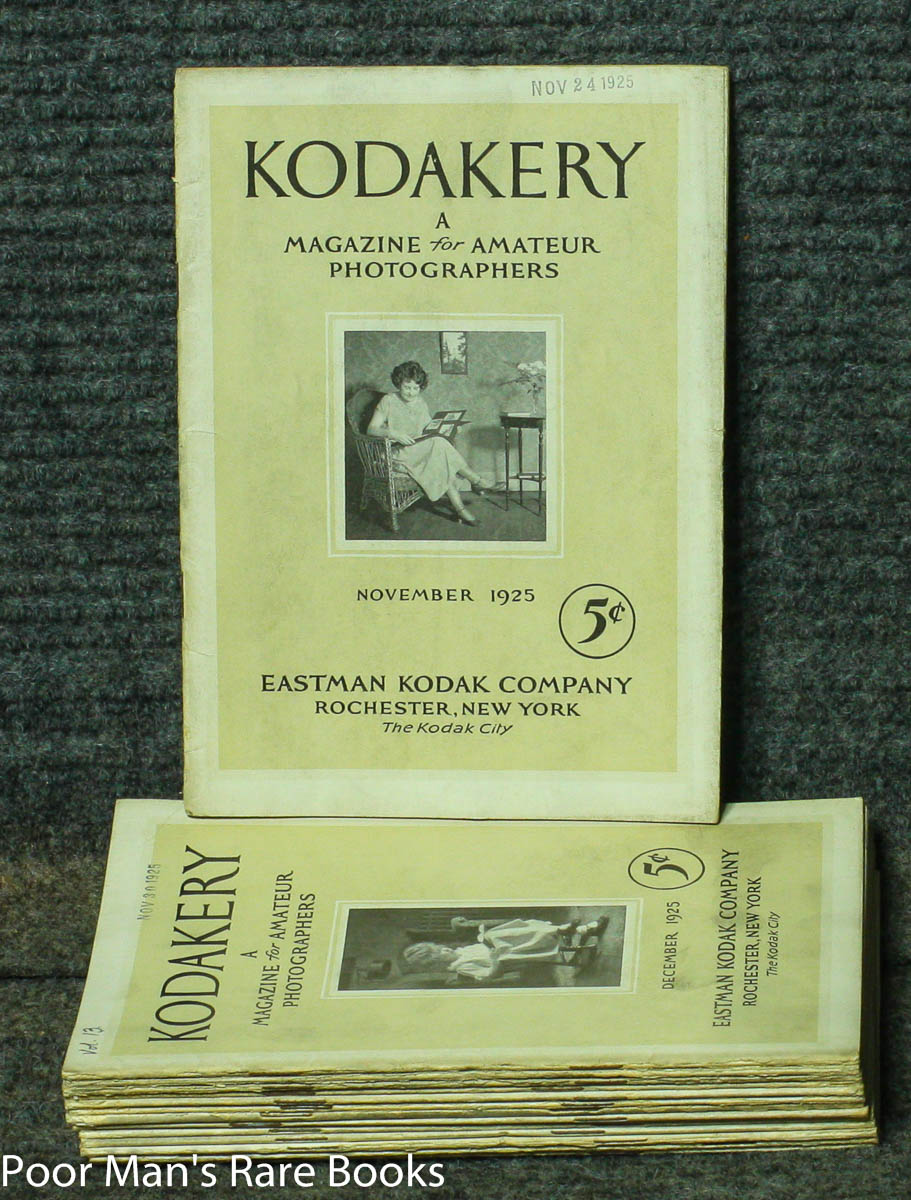 NOV 24 1925
KODAKERY
A
MAGAZINE for AMATEUR
PHOTOGRAPHERS
NOVEMBER 1925
5¢
EASTMAN KODAK COMPANY
ROCHESTER, NEW YORK
The Kodak City
NOV 30 1925
Vol. 13
KODAKERY
A
MAGAZINE for AMATEUR
PHOTOGRAPHERS
DECEMBER 1925
5¢
EASTMAN KODAK COMPANY
ROCHESTER, NEW YORK
The Kodak City
Poor Man's Rare Books